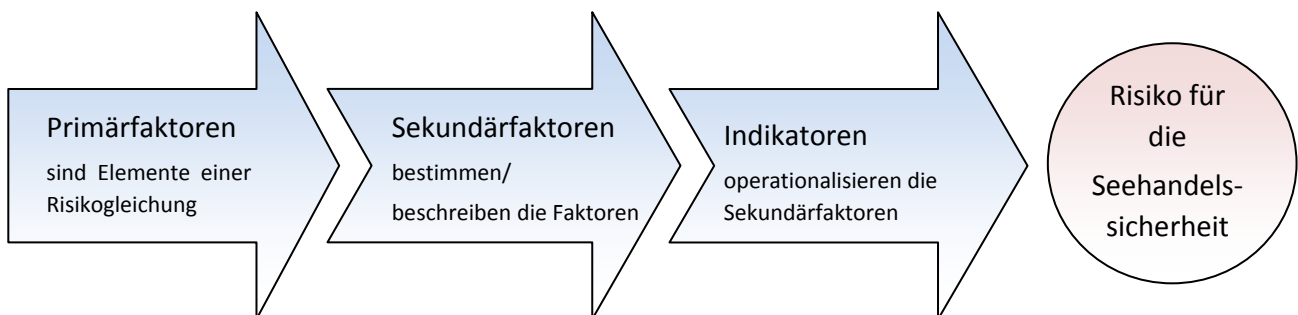 Primärfaktoren
sind Elemente einer
Risikogleichung
Sekundärfaktoren
bestimmen/
beschreiben die Faktoren
Indikatoren
operationalisieren die
Sekundärfaktoren
Risiko für
die
Seehandels-
sicherheit